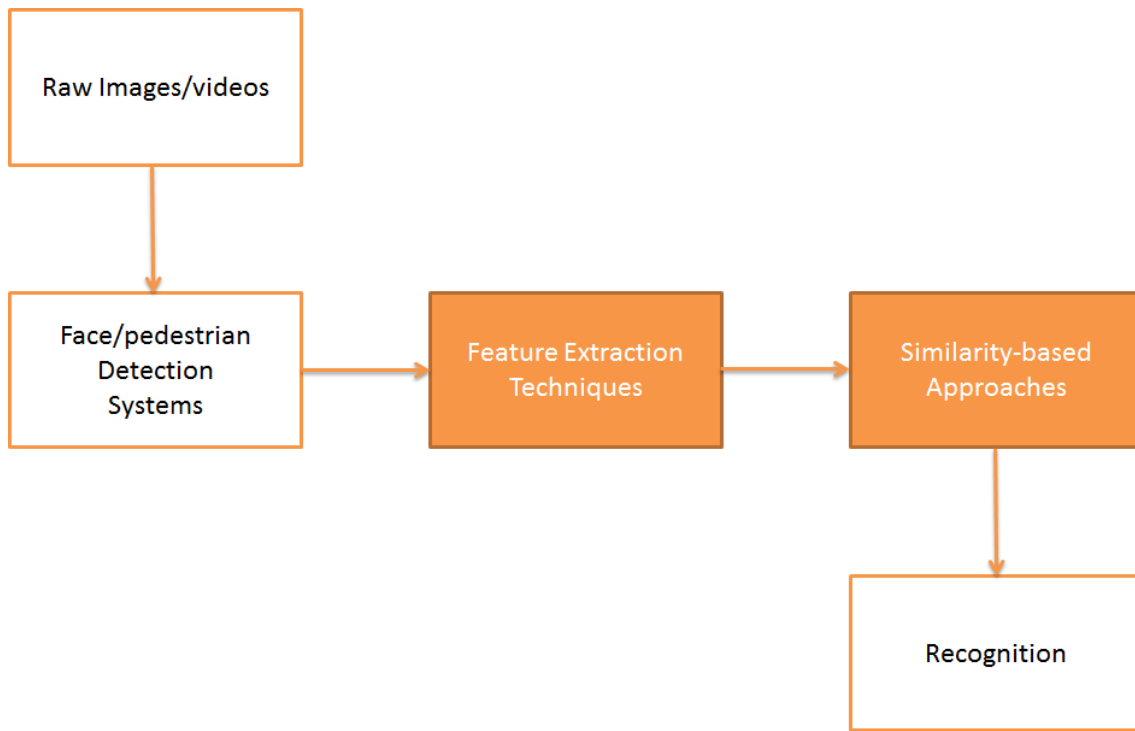 Raw Images/videos
Face/pedestrian
Detection
Systems
Feature Extraction
Techniques
Similarity-based
Approaches
Recognition